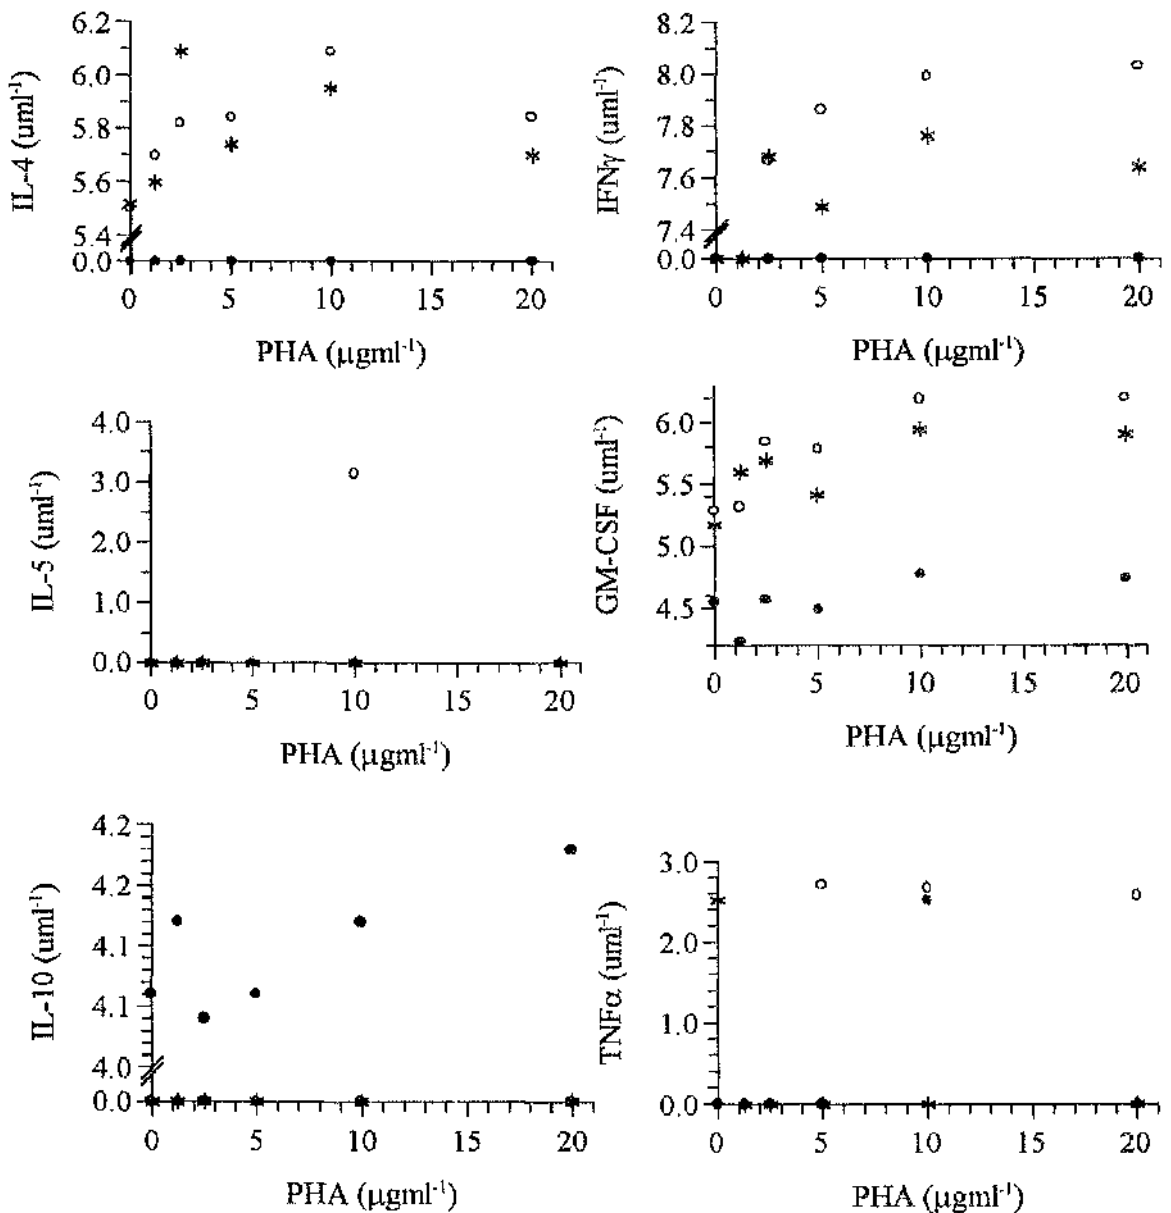 IL-4 (uml⁻¹)
6.2
6.0
5.8
5.6
5.4
0.0
0 5 10 15 20
PHA (μgml⁻¹)
IFNγ (uml⁻¹)
8.2
8.0
7.8
7.6
7.4
0.0
0 5 10 15 20
PHA (μgml⁻¹)
IL-5 (uml⁻¹)
4.0
3.0
2.0
1.0
0.0
0 5 10 15 20
PHA (μgml⁻¹)
GM-CSF (uml⁻¹)
6.0
5.5
5.0
4.5
0 5 10 15 20
PHA (μgml⁻¹)
IL-10 (uml⁻¹)
4.2
4.2
4.1
4.1
4.0
0.0
0 5 10 15 20
PHA (μgml⁻¹)
TNFα (uml⁻¹)
3.0
2.0
1.0
0.0
0 5 10 15 20
PHA (μgml⁻¹)